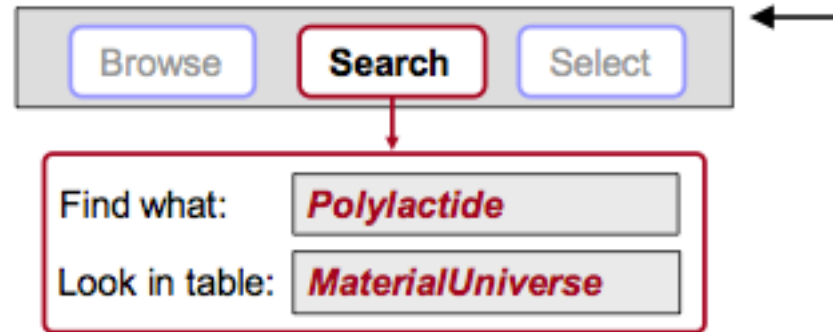 Browse Search Select
Find what: Polylactide
Look in table: MaterialUniverse